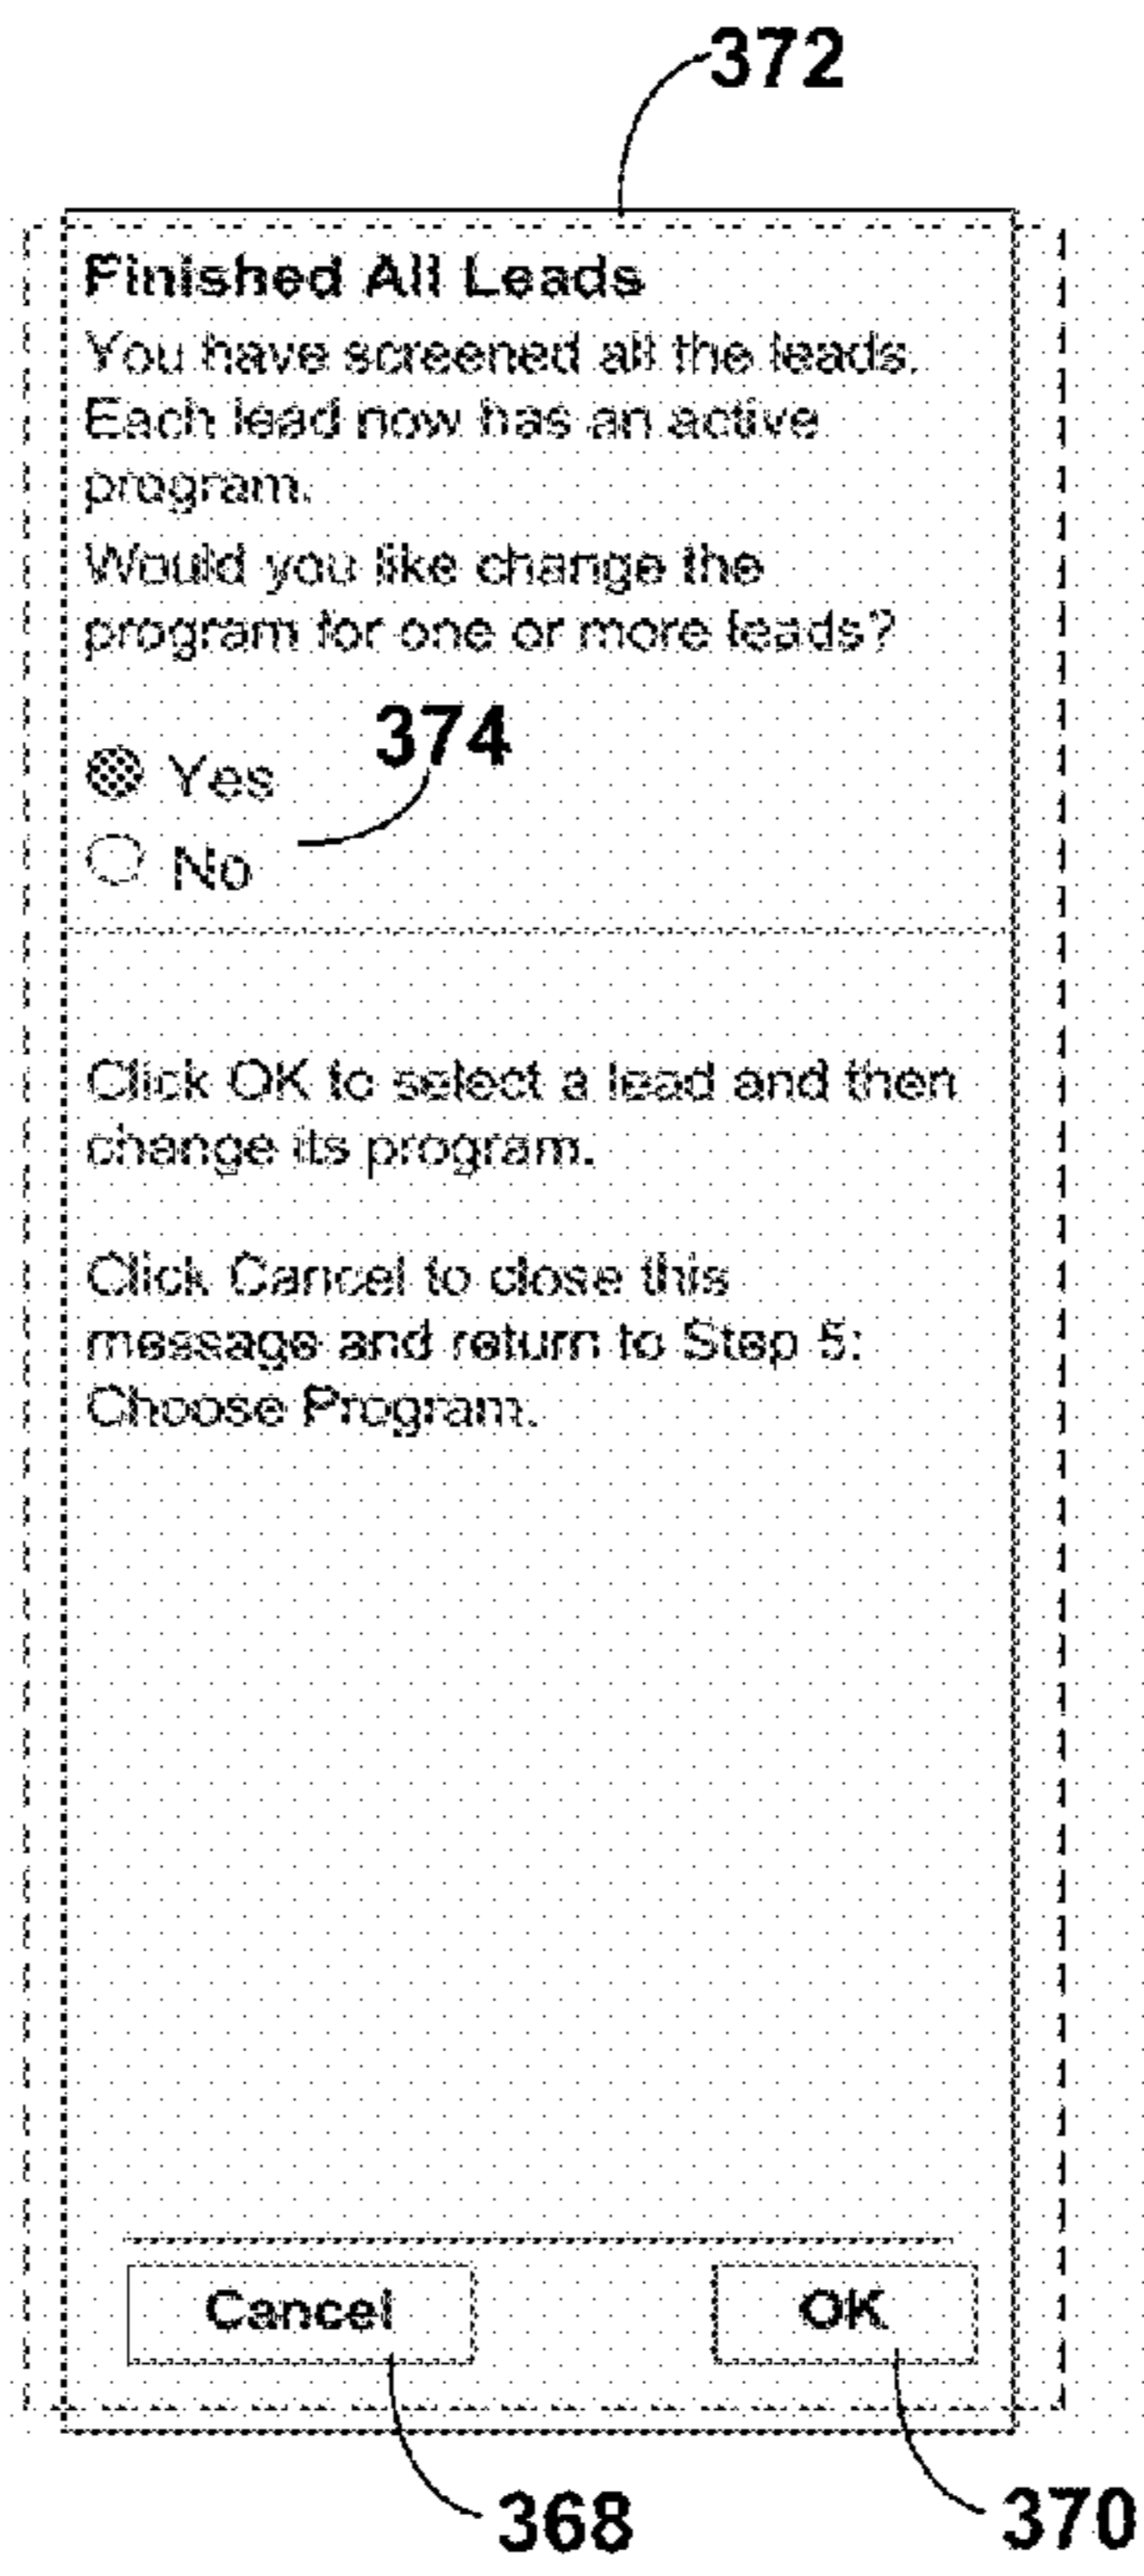 372
Finished All Leads
You have screened all the leads.
Each lead now has an active
program.
Would you like change the
program for one or more leads?
374
Yes
No
Click OK to select a lead and then
change its program.
Click Cancel to close this
message and return to Step 5:
Choose Program.
Cancel OK
368 370